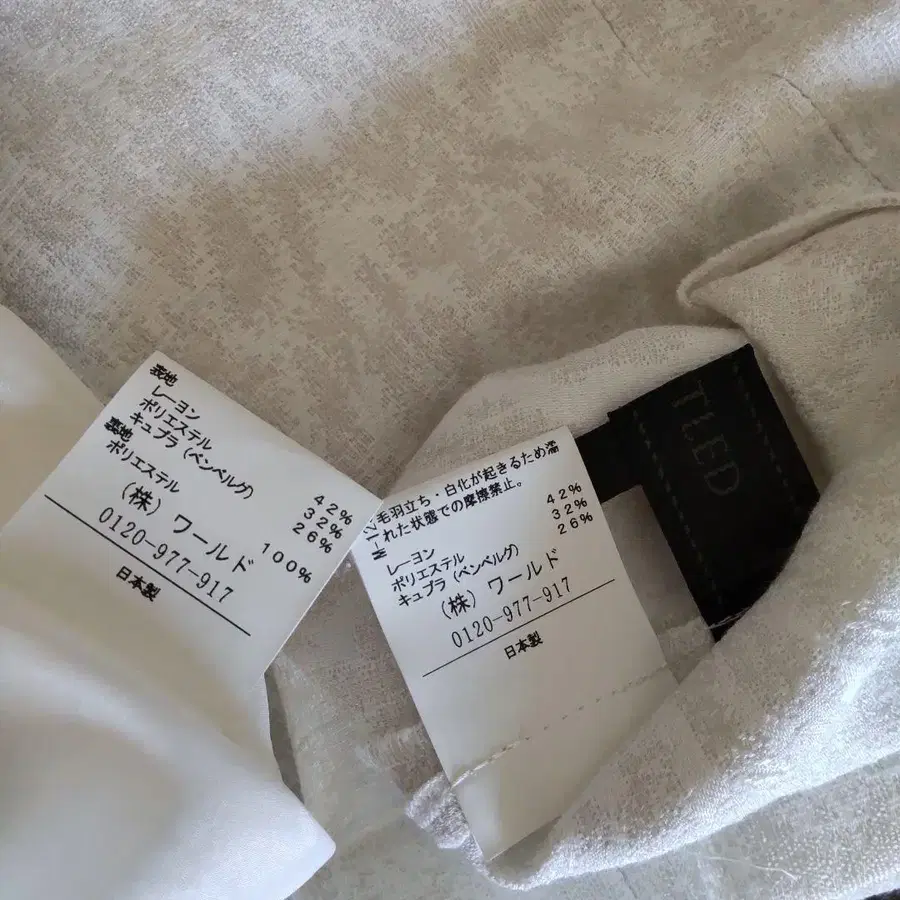 表地
レーヨン 42%
ポリエステル 32%
キュプラ (ベンベルグ) 26%
裏地
ポリエステル 100%
(株) ワールド
0120-977-917
日本製
毛羽立ち・白化が起きるため濡
れた状態での摩擦禁止。
レーヨン 42%
ポリエステル 32%
キュプラ (ベンベルグ) 26%
(株) ワールド
0120-977-917
日本製
TLED